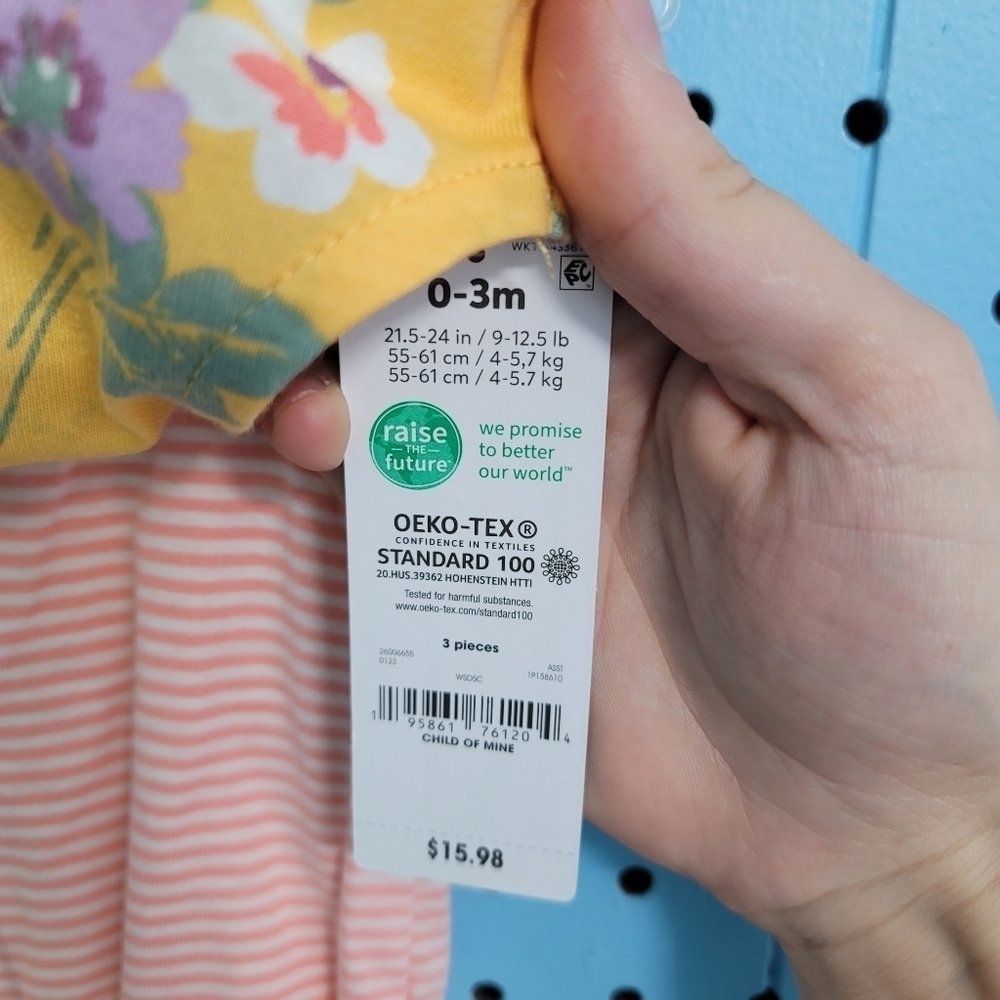 0-3m
21.5-24 in / 9-12.5 lb
55-61 cm / 4-5,7 kg
55-61 cm / 4-5.7 kg
raise
THE
future
we promise
to better
our world™
OEKO-TEX®
CONFIDENCE IN TEXTILES
STANDARD 100
20.HUS.39362 HOHENSTEIN HTTI
Tested for harmful substances.
www.oeko-tex.com/standard100
3 pieces
26006655
0123
ASST
1P158610
WSDSC
1 95861 76120 4
CHILD OF MINE
$15.98